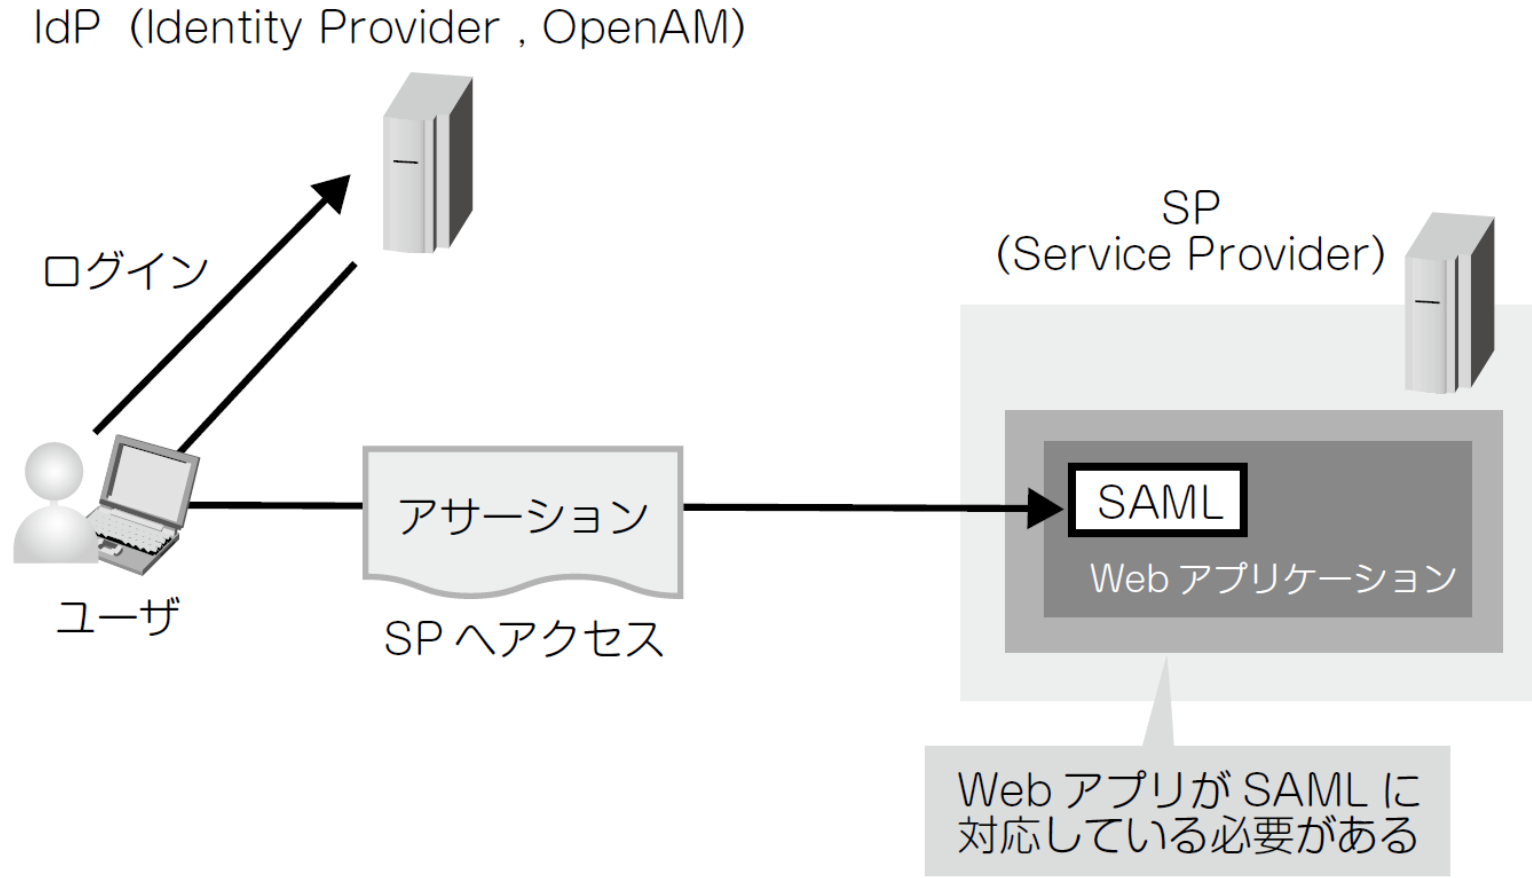 IdP（Identity Provider , OpenAM）
ログイン
SP
（Service Provider）
アサーション
SAML
Web アプリケーション
ユーザ
SP へアクセス
Web アプリが SAML に
対応している必要がある